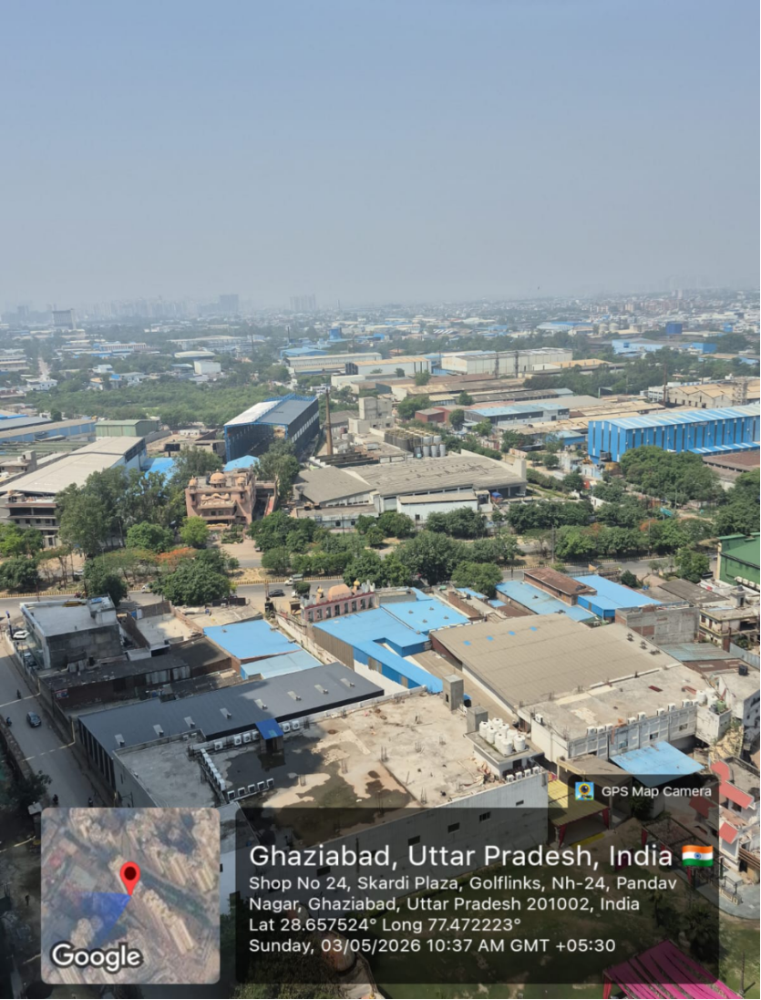 GPS Map Camera
Ghaziabad, Uttar Pradesh, India 🇮🇳
Shop No 24, Skardi Plaza, Golflinks, Nh-24, Pandav
Nagar, Ghaziabad, Uttar Pradesh 201002, India
Lat 28.657524° Long 77.472223°
Sunday, 03/05/2026 10:37 AM GMT +05:30
Google